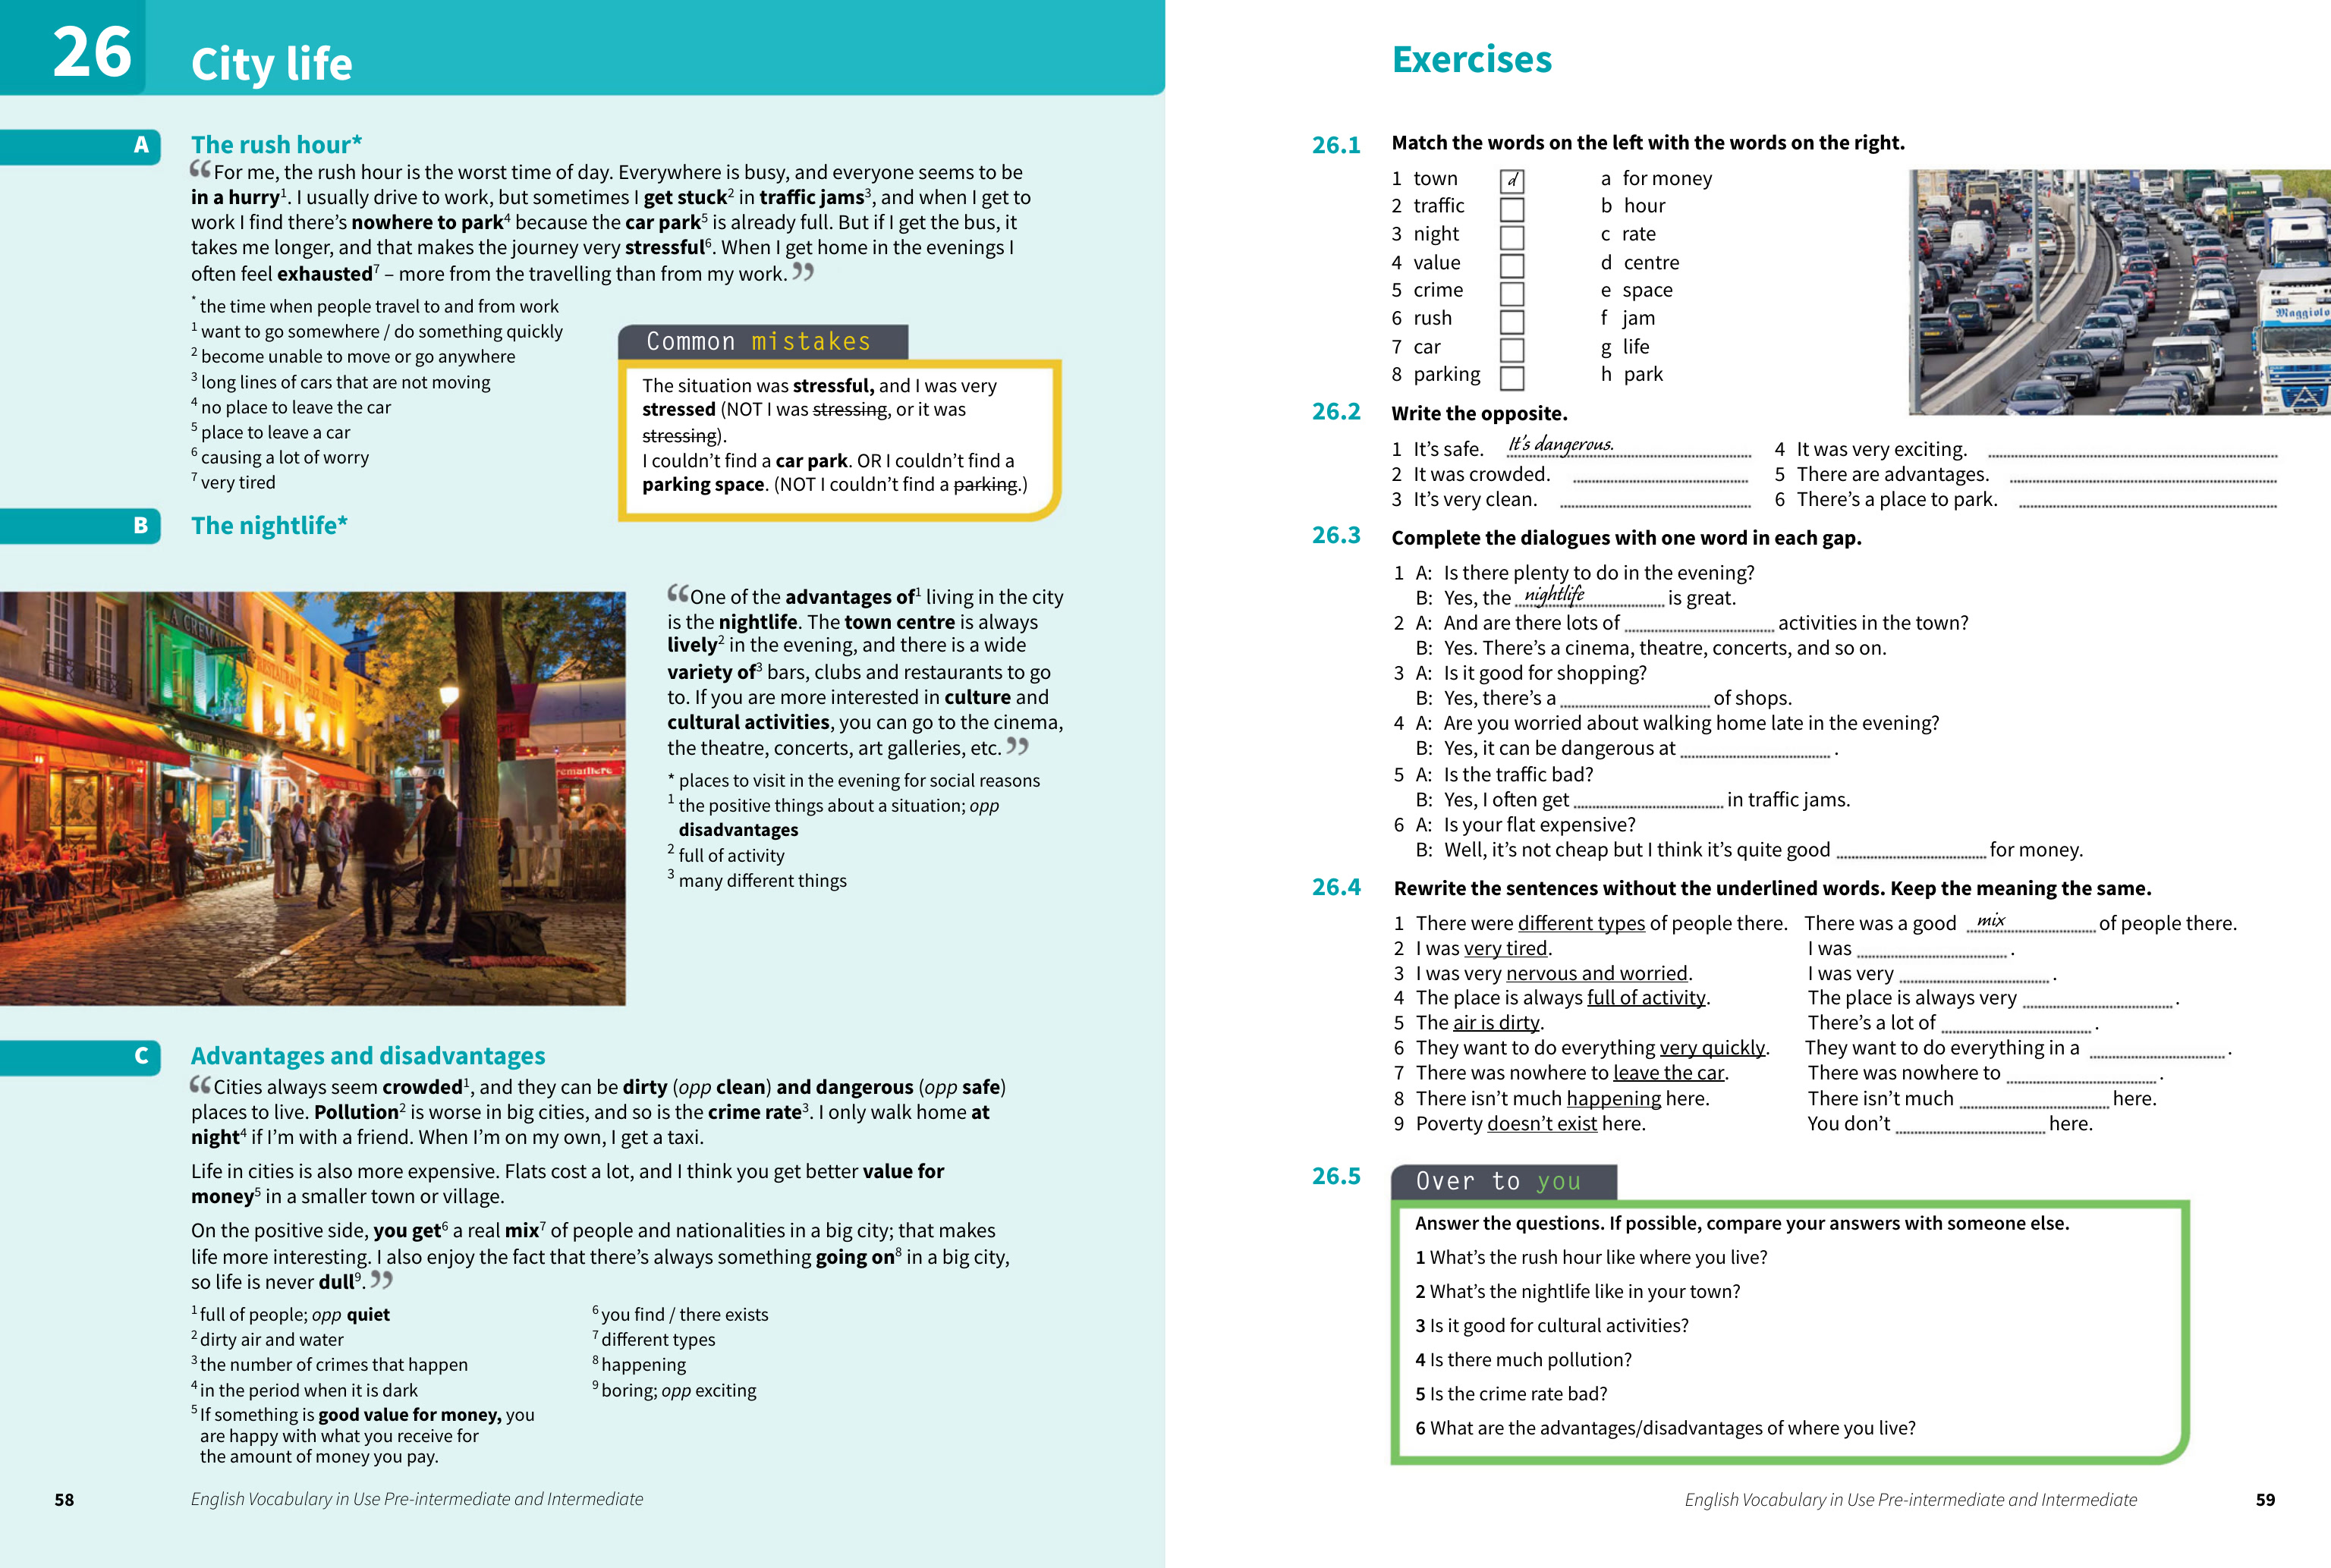 26
City life
A
The rush hour*
“For me, the rush hour is the worst time of day. Everywhere is busy, and everyone seems to be
in a hurry1. I usually drive to work, but sometimes I get stuck2 in traffic jams3, and when I get to
work I find there’s nowhere to park4 because the car park5 is already full. But if I get the bus, it
takes me longer, and that makes the journey very stressful6. When I get home in the evenings I
often feel exhausted7 – more from the travelling than from my work.”
* the time when people travel to and from work
1 want to go somewhere / do something quickly
2 become unable to move or go anywhere
3 long lines of cars that are not moving
4 no place to leave the car
5 place to leave a car
6 causing a lot of worry
7 very tired
Common mistakes
The situation was stressful, and I was very
stressed (NOT I was stressing, or it was
stressing).
I couldn’t find a car park. OR I couldn’t find a
parking space. (NOT I couldn’t find a parking.)
B
The nightlife*
“One of the advantages of1 living in the city
is the nightlife. The town centre is always
lively2 in the evening, and there is a wide
variety of3 bars, clubs and restaurants to go
to. If you are more interested in culture and
cultural activities, you can go to the cinema,
the theatre, concerts, art galleries, etc.”
* places to visit in the evening for social reasons
1 the positive things about a situation; opp
disadvantages
2 full of activity
3 many different things
C
Advantages and disadvantages
“Cities always seem crowded1, and they can be dirty (opp clean) and dangerous (opp safe)
places to live. Pollution2 is worse in big cities, and so is the crime rate3. I only walk home at
night4 if I’m with a friend. When I’m on my own, I get a taxi.
Life in cities is also more expensive. Flats cost a lot, and I think you get better value for
money5 in a smaller town or village.
On the positive side, you get6 a real mix7 of people and nationalities in a big city; that makes
life more interesting. I also enjoy the fact that there’s always something going on8 in a big city,
so life is never dull9.”
1 full of people; opp quiet
2 dirty air and water
3 the number of crimes that happen
4 in the period when it is dark
5 If something is good value for money, you
are happy with what you receive for
the amount of money you pay.
6 you find / there exists
7 different types
8 happening
9 boring; opp exciting
58
English Vocabulary in Use Pre-intermediate and Intermediate
Exercises
26.1 Match the words on the left with the words on the right.
1 town d a for money
2 traffic b hour
3 night c rate
4 value d centre
5 crime e space
6 rush f jam
7 car g life
8 parking h park
Maggiolo
26.2 Write the opposite.
1 It’s safe. It’s dangerous.
2 It was crowded.
3 It’s very clean.
4 It was very exciting.
5 There are advantages.
6 There’s a place to park.
26.3 Complete the dialogues with one word in each gap.
1 A: Is there plenty to do in the evening?
B: Yes, the nightlife is great.
2 A: And are there lots of activities in the town?
B: Yes. There’s a cinema, theatre, concerts, and so on.
3 A: Is it good for shopping?
B: Yes, there’s a of shops.
4 A: Are you worried about walking home late in the evening?
B: Yes, it can be dangerous at .
5 A: Is the traffic bad?
B: Yes, I often get in traffic jams.
6 A: Is your flat expensive?
B: Well, it’s not cheap but I think it’s quite good for money.
26.4 Rewrite the sentences without the underlined words. Keep the meaning the same.
1 There were different types of people there. There was a good mix of people there.
2 I was very tired. I was .
3 I was very nervous and worried. I was very .
4 The place is always full of activity. The place is always very .
5 The air is dirty. There’s a lot of .
6 They want to do everything very quickly. They want to do everything in a .
7 There was nowhere to leave the car. There was nowhere to .
8 There isn’t much happening here. There isn’t much here.
9 Poverty doesn’t exist here. You don’t here.
26.5 Over to you
Answer the questions. If possible, compare your answers with someone else.
1 What’s the rush hour like where you live?
2 What’s the nightlife like in your town?
3 Is it good for cultural activities?
4 Is there much pollution?
5 Is the crime rate bad?
6 What are the advantages/disadvantages of where you live?
English Vocabulary in Use Pre-intermediate and Intermediate
59